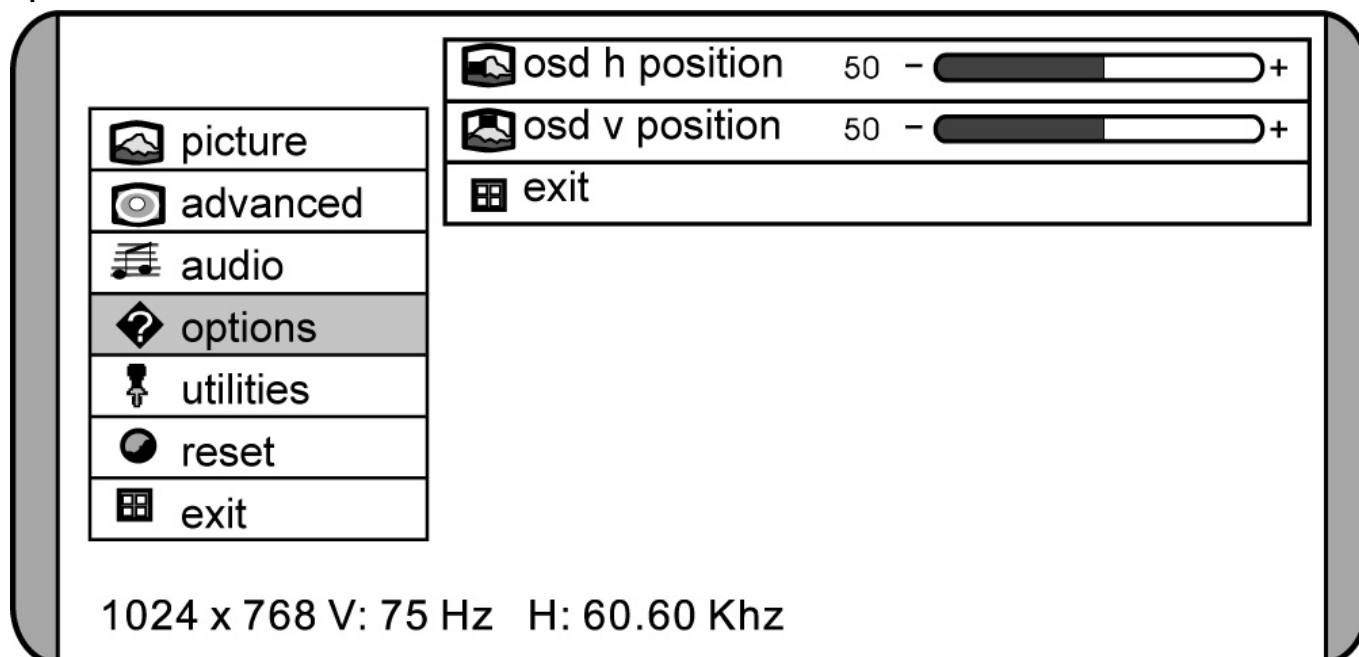 osd h position 50 - +
osd v position 50 - +
exit
picture
advanced
audio
options
utilities
reset
exit
1024 x 768 V: 75 Hz H: 60.60 Khz